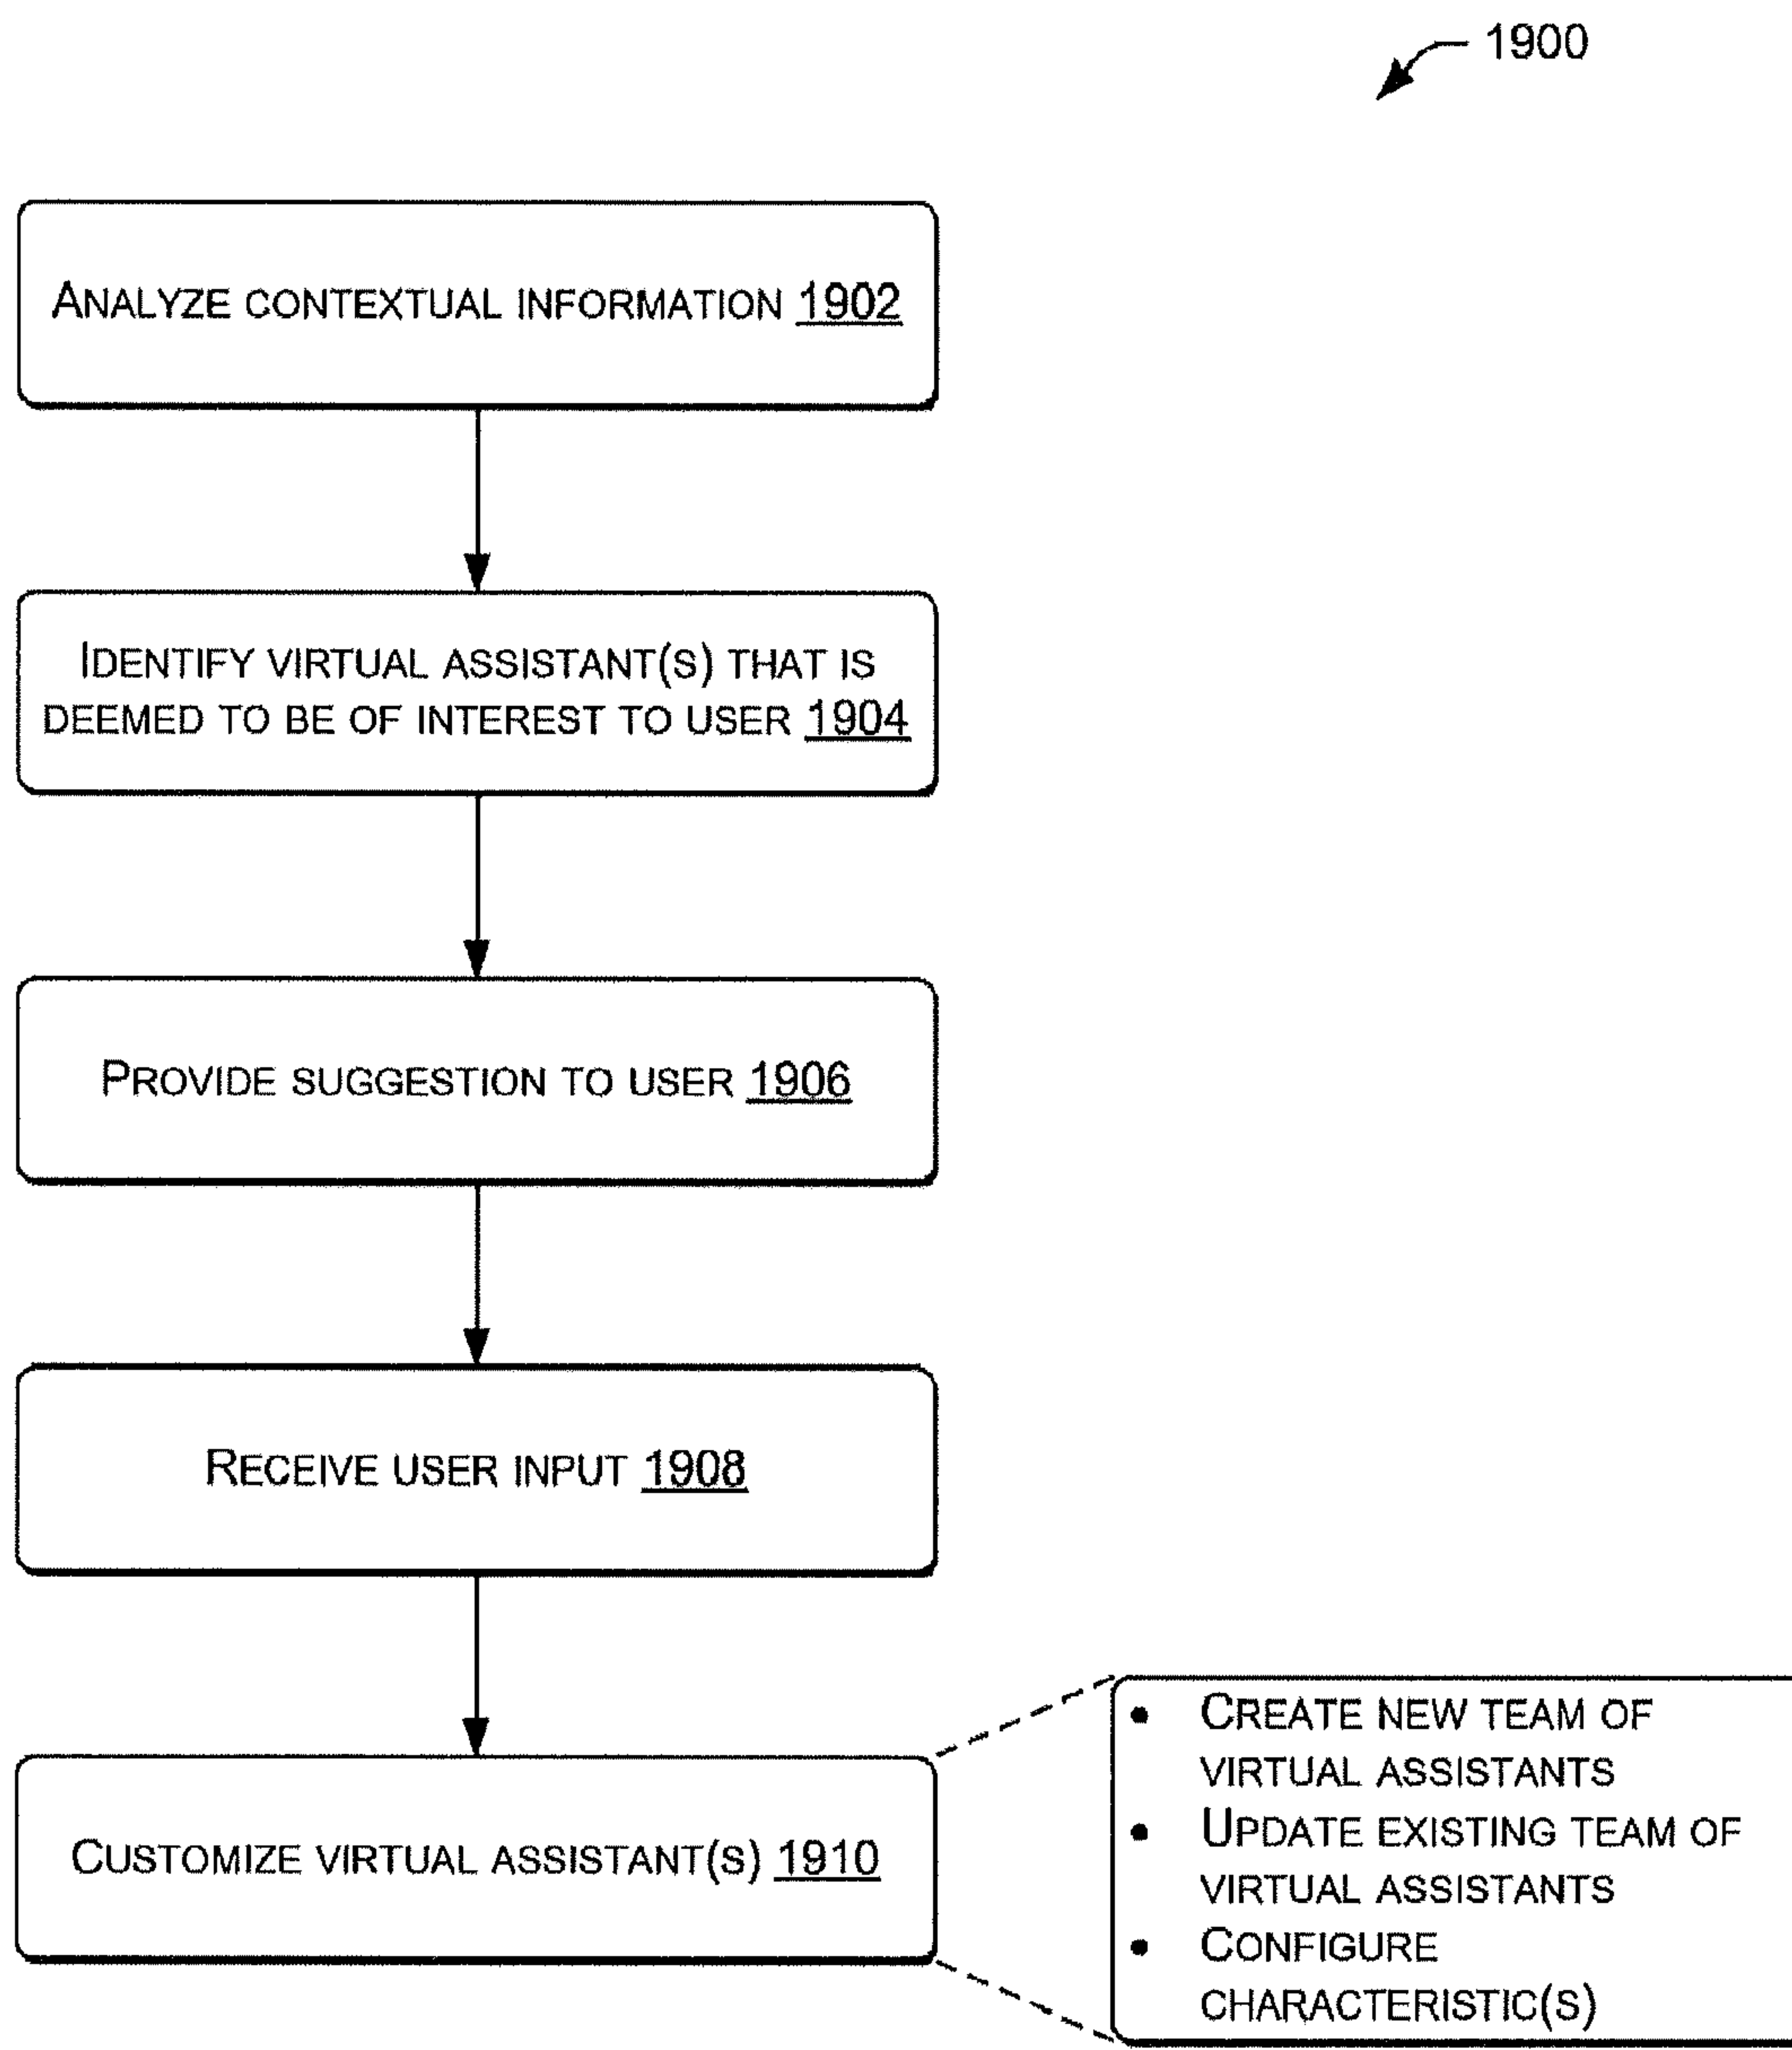 1900
ANALYZE CONTEXTUAL INFORMATION 1902
IDENTIFY VIRTUAL ASSISTANT(S) THAT IS
DEEMED TO BE OF INTEREST TO USER 1904
PROVIDE SUGGESTION TO USER 1906
RECEIVE USER INPUT 1908
CUSTOMIZE VIRTUAL ASSISTANT(S) 1910
• CREATE NEW TEAM OF
VIRTUAL ASSISTANTS
• UPDATE EXISTING TEAM OF
VIRTUAL ASSISTANTS
• CONFIGURE
CHARACTERISTIC(S)